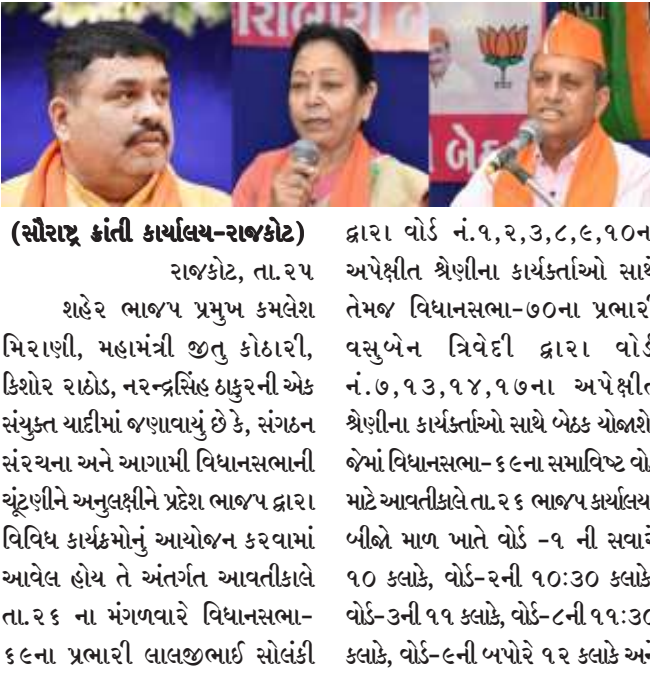 (સૌરાષ્ટ્ર ક્રાંતી કાર્યાલય-રાજકોટ)
રાજકોટ, તા.૨૫
શહેર ભાજપ પ્રમુખ કમલેશ
મિરાણી, મહામંત્રી જીતુ કોઠારી,
કિશોર રાઠોડ, નરેન્દ્રસિંહ ઠાકુરની એક
સંયુક્ત યાદીમાં જણાવાયું છે કે, સંગઠન
સંરચના અને આગામી વિધાનસભાની
ચૂંટણીને અનુલક્ષીને પ્રદેશ ભાજપ દ્વારા
વિવિધ કાર્યક્રમોનું આયોજન કરવામાં
આવેલ હોય તે અંતર્ગત આવતીકાલે
તા.૨૬ ના મંગળવારે વિધાનસભા-
૬૯ના પ્રભારી લાલજીભાઈ સોલંકી
દ્વારા વોર્ડ નં.૧,૨,૩,૮,૯,૧૦ન
અપેક્ષીત શ્રેણીના કાર્યકર્તાઓ સાથે
તેમજ વિધાનસભા-૭૦ના પ્રભારી
વસુબેન ત્રિવેદી દ્વારા વોર્ડ
નં.૭,૧૩,૧૪,૧૭ના અપેક્ષીત
શ્રેણીના કાર્યકર્તાઓ સાથે બેઠક યોજાશે
જેમાં વિધાનસભા-૬૯ના સમાવિષ્ટ
માટે આવતીકાલે તા.૨૬ ભાજપ કાર્યાલય
બીજો માળ ખાતે વોર્ડ -૧ ની સવારે
૧૦ કલાકે, વોર્ડ-૨ની ૧૦:૩૦ કલાકે
વોર્ડ-૩ની ૧૧ કલાકે, વોર્ડ-૮ની ૧૧:૩૦
કલાકે, વોર્ડ-૯ની બપોરે ૧૨ કલાકે અને